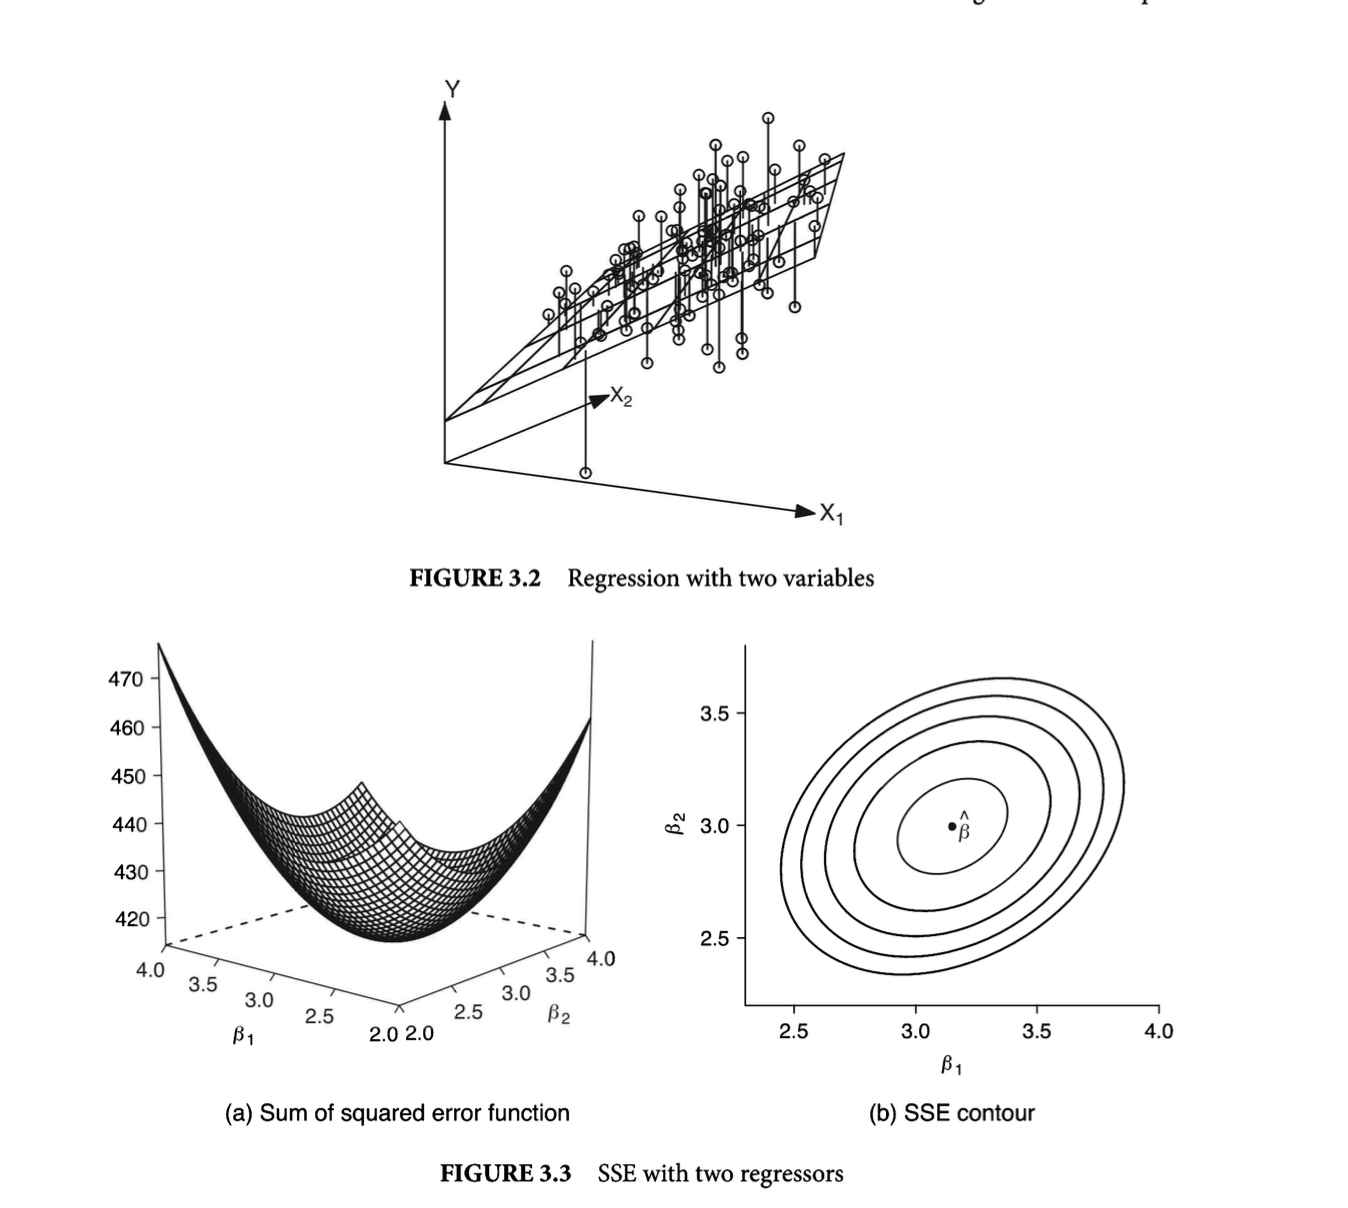 Y
X2
X1
FIGURE 3.2 Regression with two variables
470
460
450
440
430
420
4.0
3.5
3.0
2.5
2.0
β1
2.0
2.5
3.0
3.5
4.0
β2
(a) Sum of squared error function
3.5
3.0
2.5
β2
β̂
2.5
3.0
3.5
4.0
β1
(b) SSE contour
FIGURE 3.3 SSE with two regressors